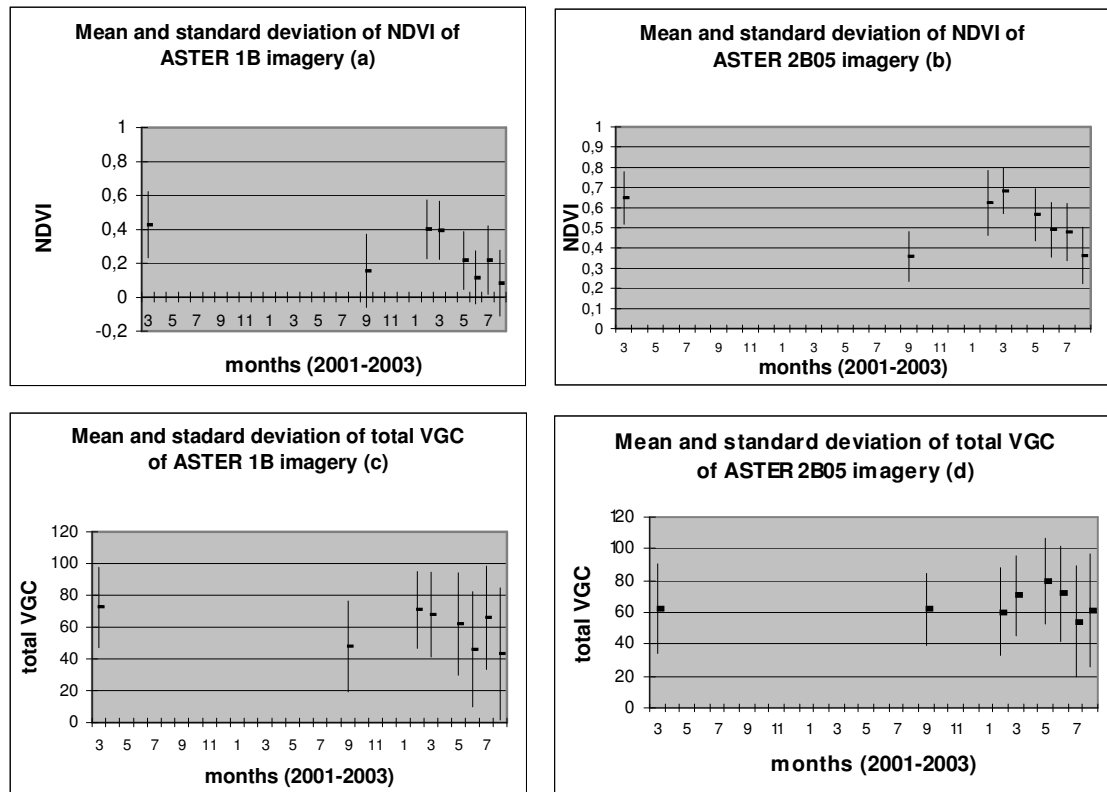 Mean and standard deviation of NDVI of
ASTER 1B imagery (a)
NDVI
1
0,8
0,6
0,4
0,2
0
-0,2
3 5 7 9 11 1 3 5 7 9 11 1 3 5 7
months (2001-2003)
Mean and standard deviation of NDVI of
ASTER 2B05 imagery (b)
NDVI
1
0,9
0,8
0,7
0,6
0,5
0,4
0,3
0,2
0,1
0
3 5 7 9 11 1 3 5 7 9 11 1 3 5 7
months (2001-2003)
Mean and stadard deviation of total VGC
of ASTER 1B imagery (c)
total VGC
120
100
80
60
40
20
0
3 5 7 9 11 1 3 5 7 9 11 1 3 5 7
months (2001-2003)
Mean and standard deviation of total VGC
of ASTER 2B05 imagery (d)
total VGC
120
100
80
60
40
20
0
3 5 7 9 11 1 3 5 7 9 11 1 3 5 7
months (2001-2003)